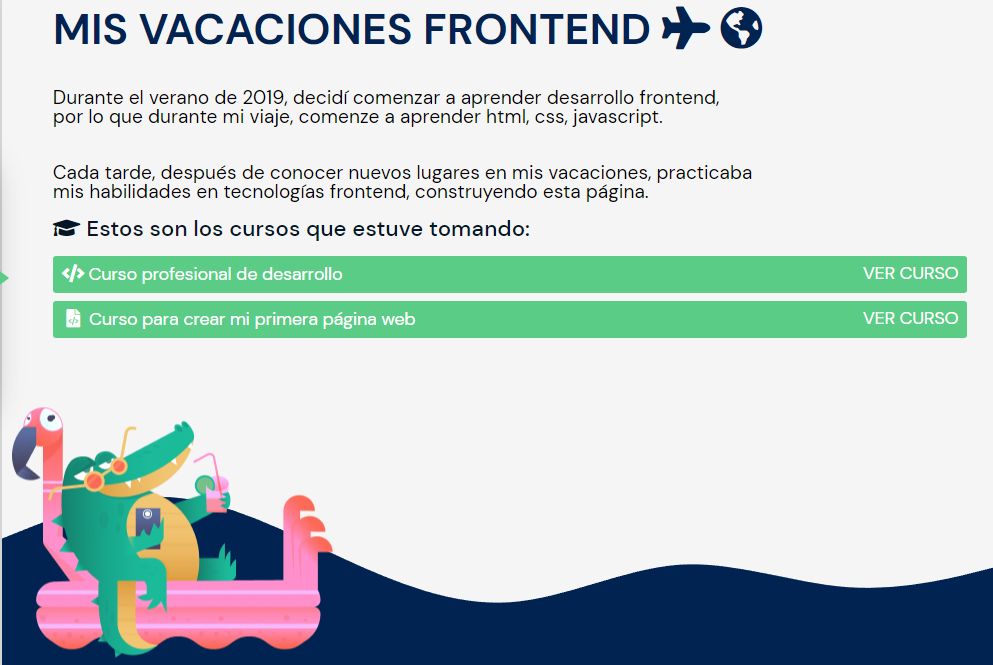 MIS VACACIONES FRONTEND
Durante el verano de 2019, decidí comenzar a aprender desarrollo frontend,
por lo que durante mi viaje, comenze a aprender html, css, javascript.
Cada tarde, después de conocer nuevos lugares en mis vacaciones, practicaba
mis habilidades en tecnologías frontend, construyendo esta página.
Estos son los cursos que estuve tomando:
Curso profesional de desarrollo VER CURSO
Curso para crear mi primera página web VER CURSO